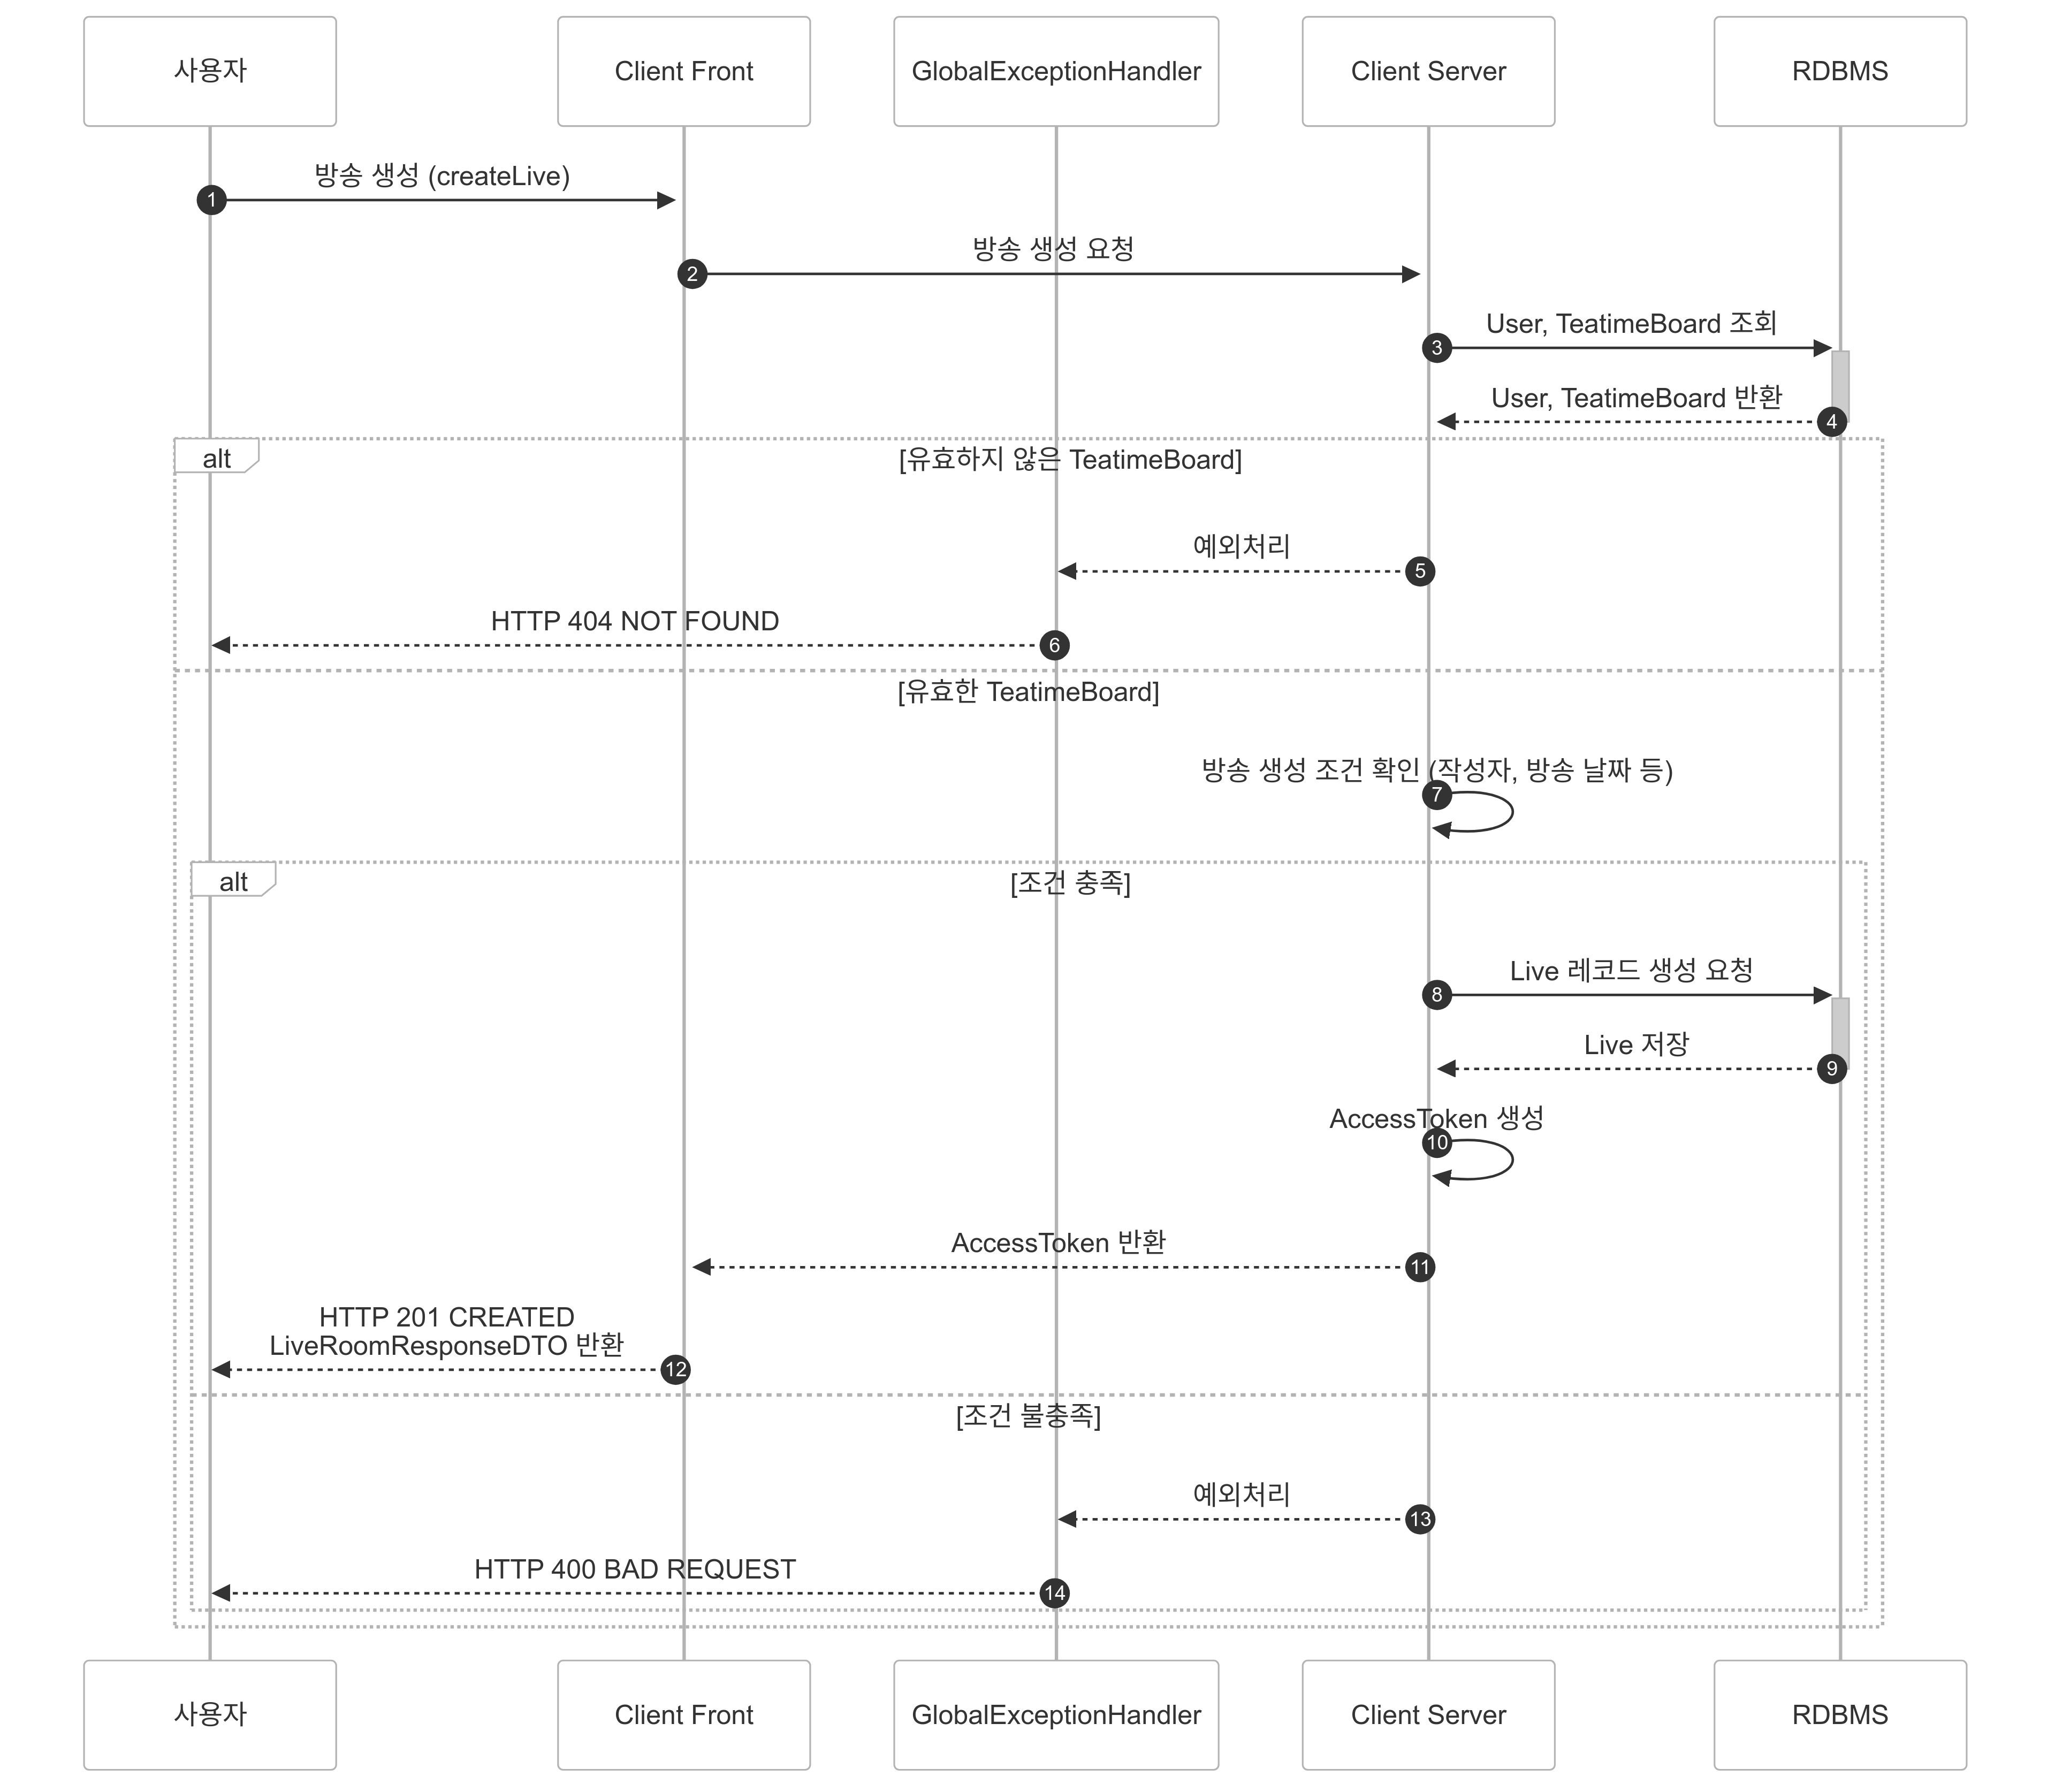 사용자
Client Front
GlobalExceptionHandler
Client Server
RDBMS
방송 생성 (createLive)
1
방송 생성 요청
2
User, TeatimeBoard 조회
3
User, TeatimeBoard 반환
4
alt
[유효하지 않은 TeatimeBoard]
예외처리
5
HTTP 404 NOT FOUND
6
[유효한 TeatimeBoard]
방송 생성 조건 확인 (작성자, 방송 날짜 등)
7
alt
[조건 충족]
Live 레코드 생성 요청
8
Live 저장
9
AccessToken 생성
10
AccessToken 반환
11
HTTP 201 CREATED
LiveRoomResponseDTO 반환
12
[조건 불충족]
예외처리
13
HTTP 400 BAD REQUEST
14
사용자
Client Front
GlobalExceptionHandler
Client Server
RDBMS